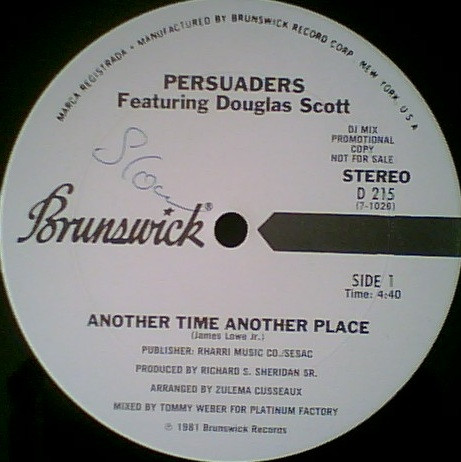 MARCA REGISTRADA • MANUFACTURED BY BRUNSWICK RECORD CORP. NEW YORK, U.S.A
PERSUADERS
Featuring Douglas Scott
DJ MIX
PROMOTIONAL
COPY
NOT FOR SALE
Slow
STEREO
D 215
(7-1026)
Brunswick®
SIDE 1
Time: 4:40
ANOTHER TIME ANOTHER PLACE
(James Lowe Jr.)
PUBLISHER: RHARRI MUSIC CO./SESAC
PRODUCED BY RICHARD S. SHERIDAN SR.
ARRANGED BY ZULEMA CUSSEAUX
MIXED BY TOMMY WEBER FOR PLATINUM FACTORY
℗ 1981 Brunswick Records